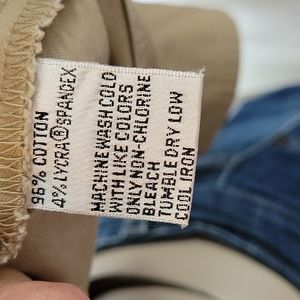 96% COTTON
4% LYCRA® SPANDEX
MACHINE WASH COLD
WITH LIKE COLORS
ONLY NON-CHLORINE
BLEACH
TUMBLE DRY LOW
COOL IRON